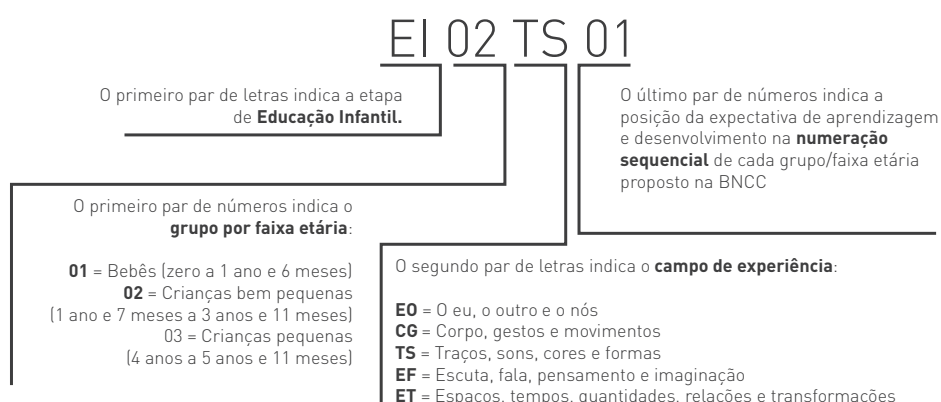 EI 02 TS 01
O primeiro par de letras indica a etapa
de Educação Infantil.
O último par de números indica a
posição da expectativa de aprendizagem
e desenvolvimento na numeração
sequencial de cada grupo/faixa etária
proposto na BNCC
O primeiro par de números indica o
grupo por faixa etária:
01 = Bebês (zero a 1 ano e 6 meses)
02 = Crianças bem pequenas
(1 ano e 7 meses a 3 anos e 11 meses)
03 = Crianças pequenas
(4 anos a 5 anos e 11 meses)
O segundo par de letras indica o campo de experiência:
EO = O eu, o outro e o nós
CG = Corpo, gestos e movimentos
TS = Traços, sons, cores e formas
EF = Escuta, fala, pensamento e imaginação
ET = Espaços, tempos, quantidades, relações e transformações